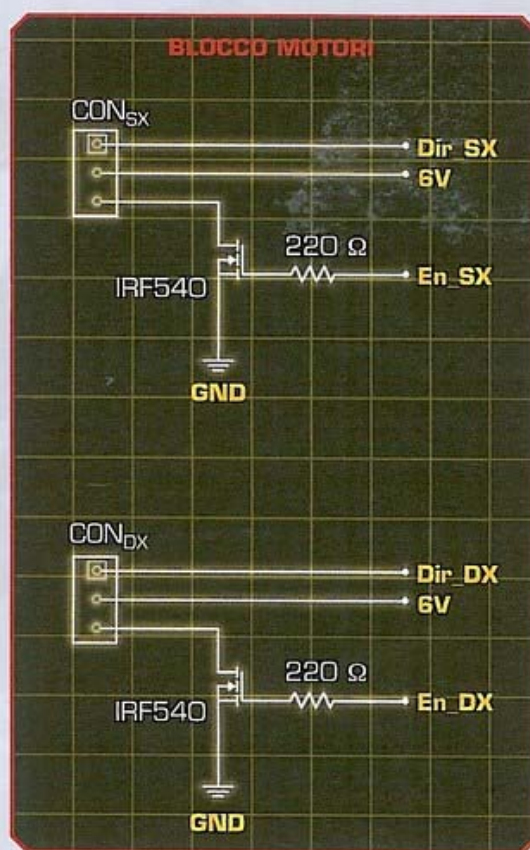 BLOCCO MOTORI
CONSX
Dir_SX
6V
220 Ω
IRF540
En_SX
GND
CONDX
Dir_DX
6V
220 Ω
IRF540
En_DX
GND